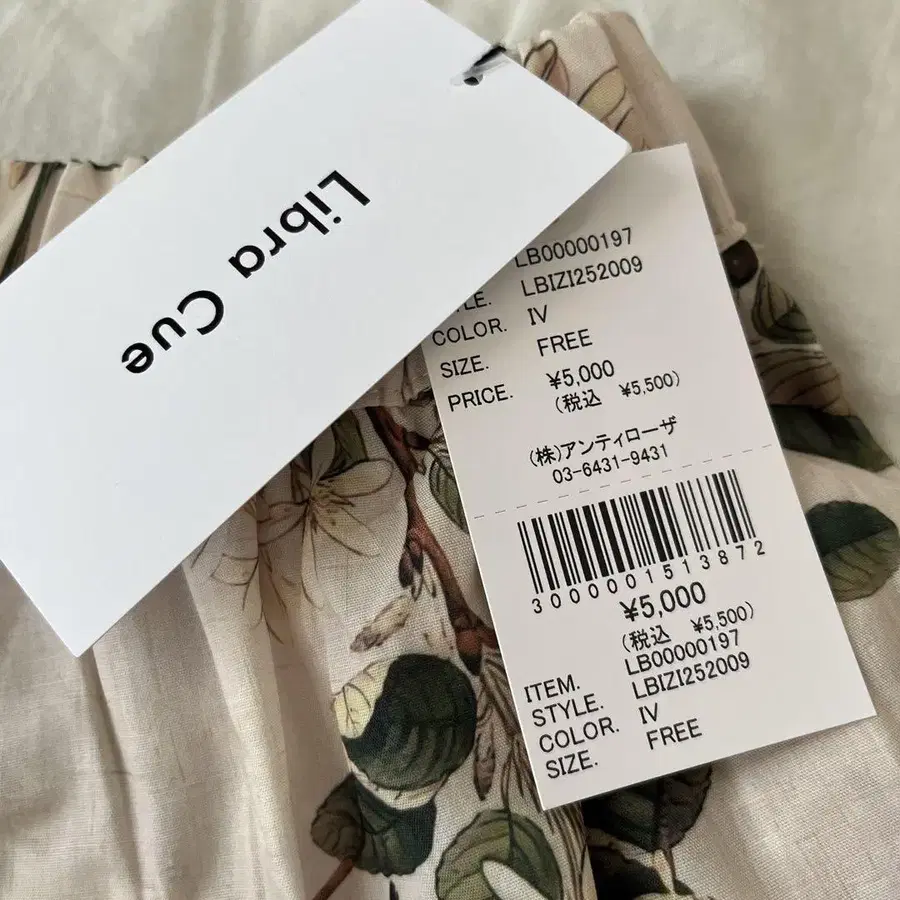 Libra Cue
LB00000197
STYLE. LBIZI252009
COLOR. IV
SIZE. FREE
PRICE. ¥5,000
(税込 ¥5,500)
(株)アンティローザ
03-6431-9431
3000001513872
¥5,000
(税込 ¥5,500)
ITEM. LB00000197
STYLE. LBIZI252009
COLOR. IV
SIZE. FREE